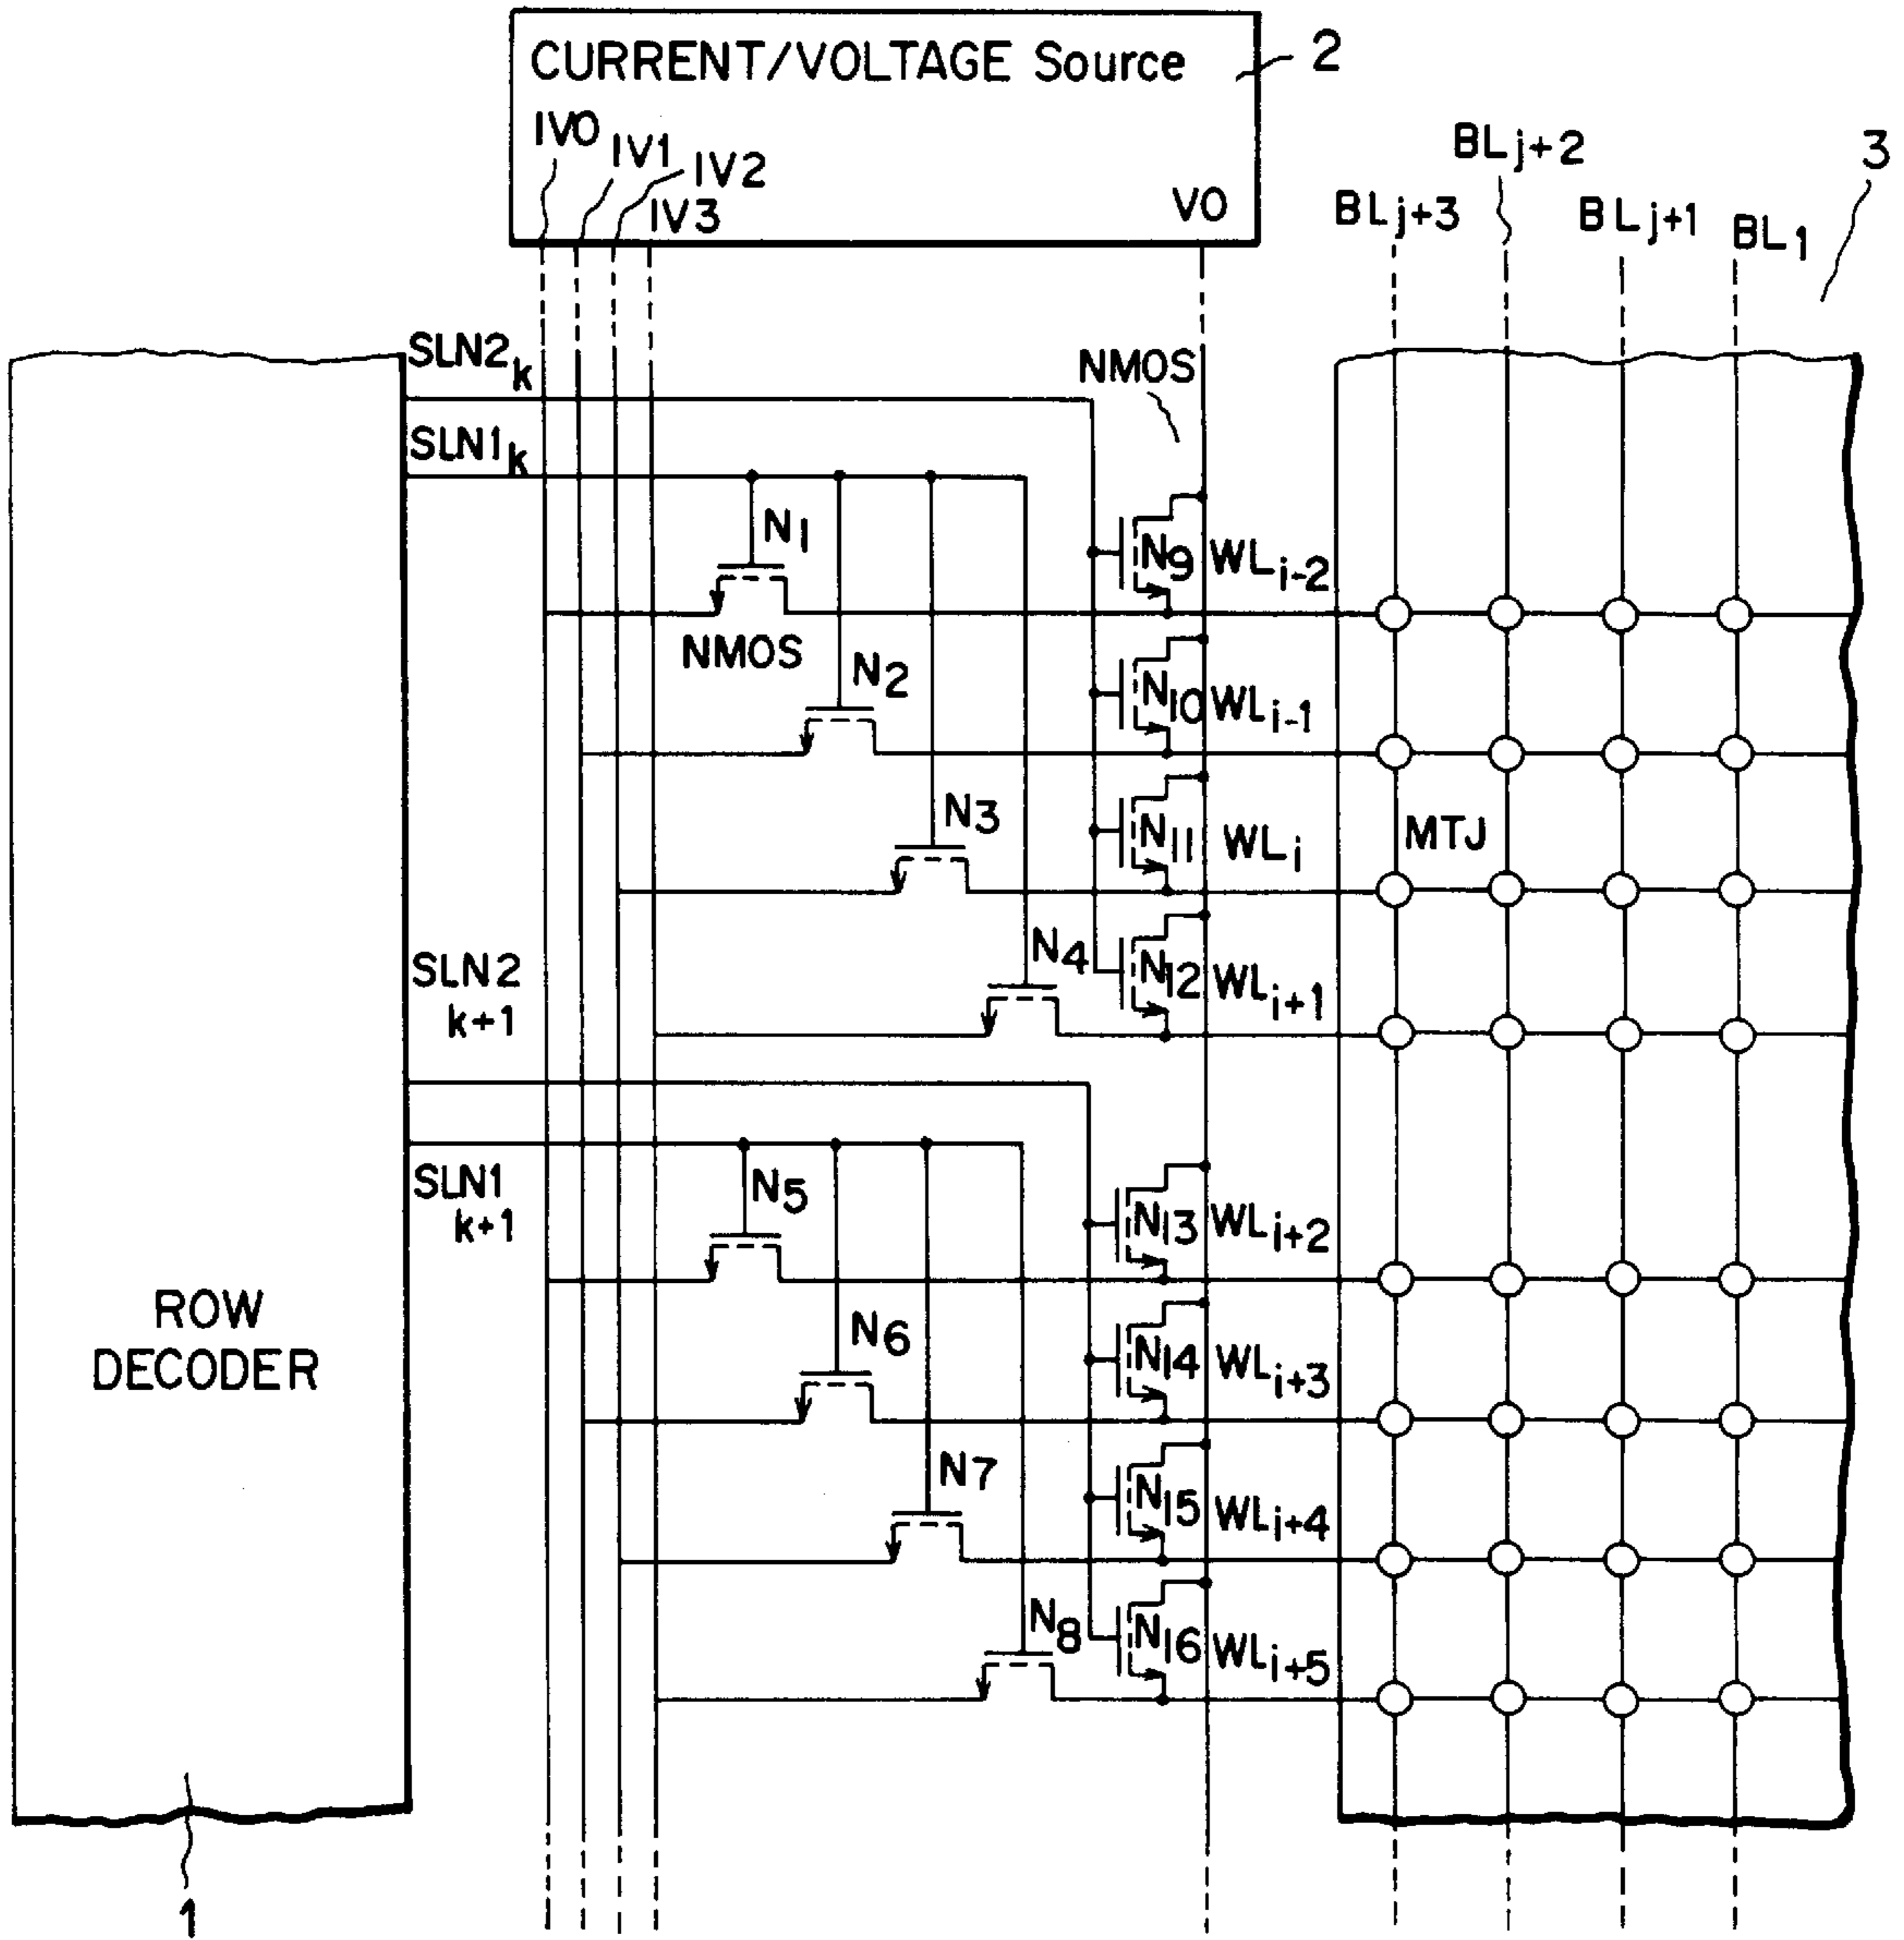 CURRENT/VOLTAGE Source
2
IV0
IV1
IV2
IV3
V0
BLj+3
BLj+2
BLj+1
BL1
3
SLN2k
SLN1k
NMOS
N1
NMOS
N2
N3
N4
N9 WLi-2
N10 WLi-1
N11 WLi
MTJ
N12 WLi+1
SLN2
k+1
SLN1
k+1
N5
N6
N7
N8
N13 WLi+2
N14 WLi+3
N15 WLi+4
N16 WLi+5
ROW
DECODER
1